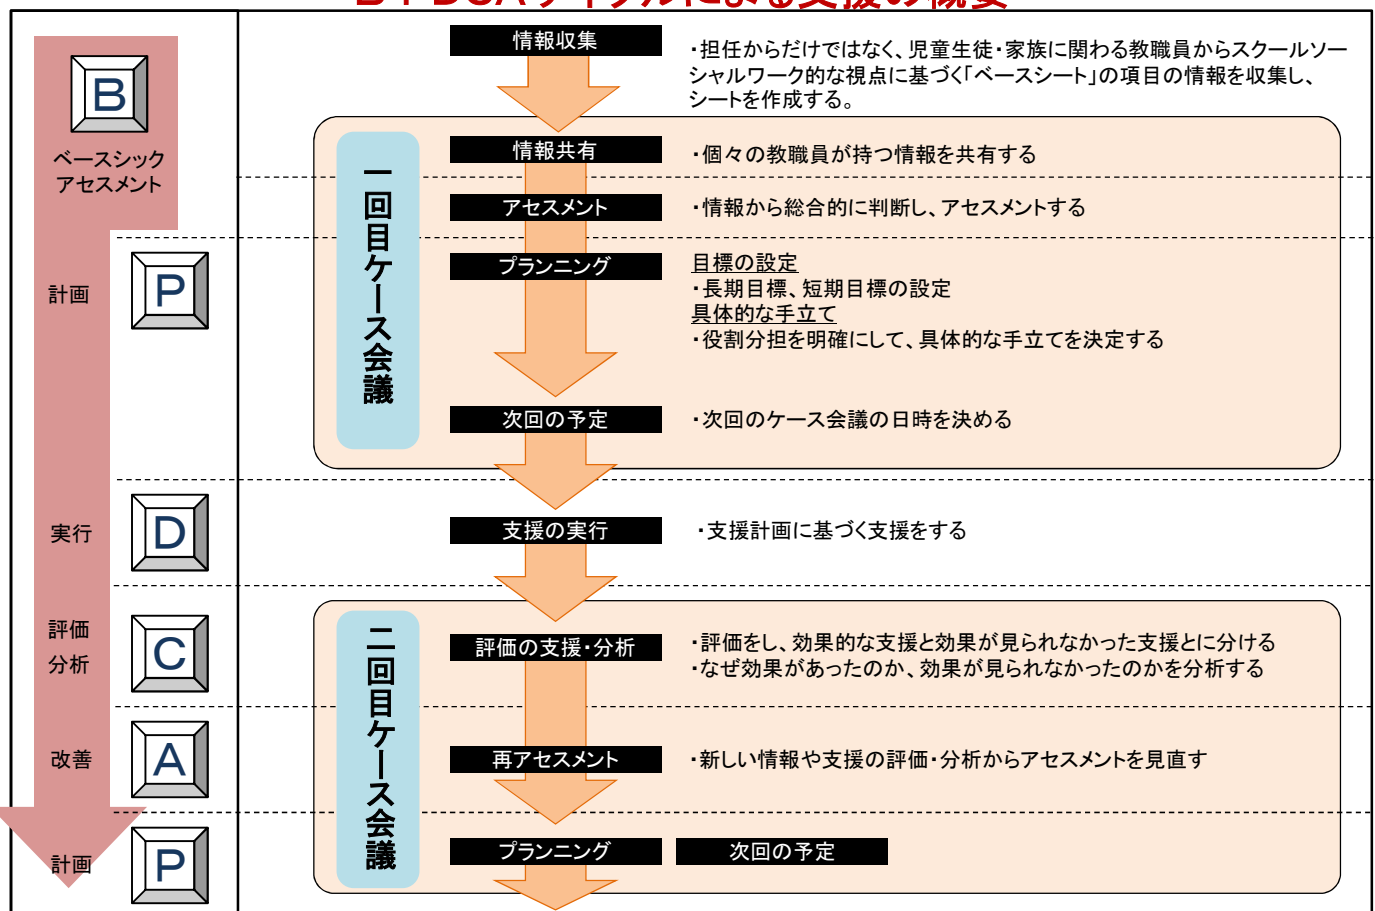 B-PDCAサイクルによる支援の概要
情報収集
・担任からだけではなく、児童生徒・家族に関わる教職員からスクールソー
シャルワーク的な視点に基づく「ベースシート」の項目の情報を収集し、
シートを作成する。
B
ベースシック
アセスメント
一回目ケース会議
情報共有
・個々の教職員が持つ情報を共有する
アセスメント
・情報から総合的に判断し、アセスメントする
計画
P
プランニング
目標の設定
・長期目標、短期目標の設定
具体的な手立て
・役割分担を明確にして、具体的な手立てを決定する
次回の予定
・次回のケース会議の日時を決める
実行
D
支援の実行
・支援計画に基づく支援をする
評価
分析
C
二回目ケース会議
評価の支援・分析
・評価をし、効果的な支援と効果が見られなかった支援とに分ける
・なぜ効果があったのか、効果が見られなかったのかを分析する
改善
A
再アセスメント
・新しい情報や支援の評価・分析からアセスメントを見直す
計画
P
プランニング
次回の予定